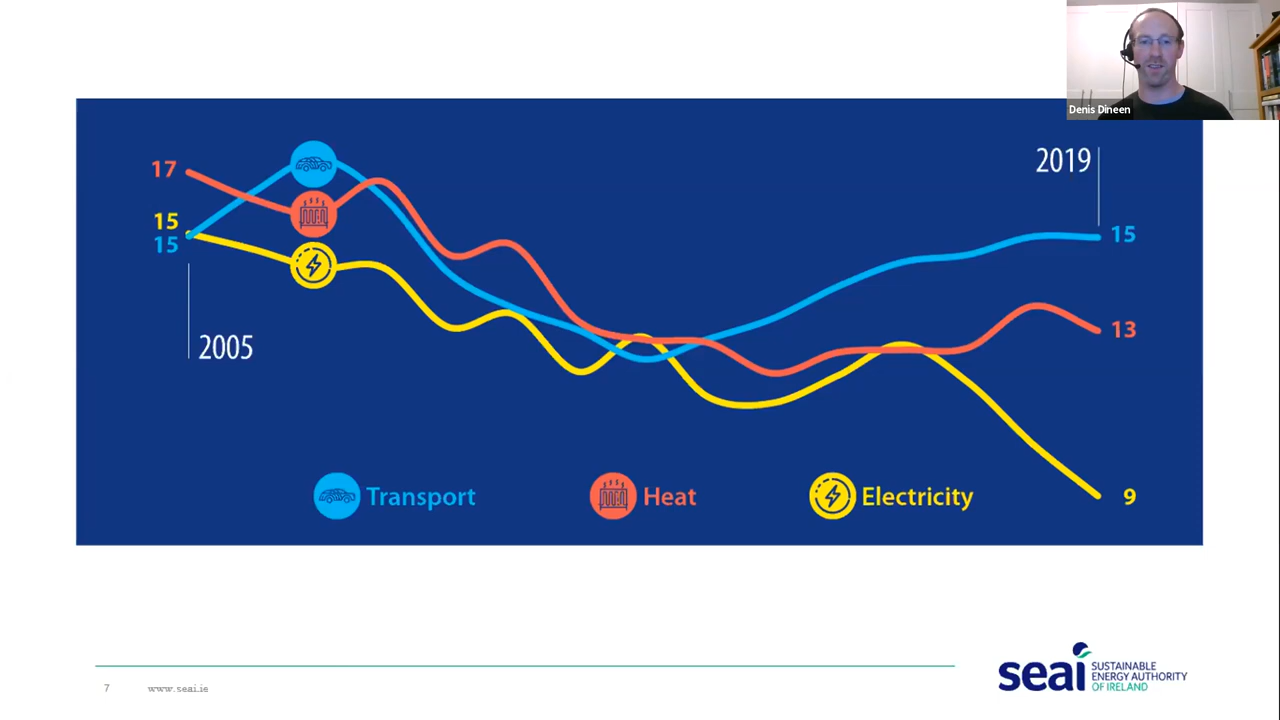 Denis Dineen
17
15
15
2005
2019
15
13
9
Transport
Heat
Electricity
7
www.seai.ie
seai
SUSTAINABLE
ENERGY AUTHORITY
OF IRELAND